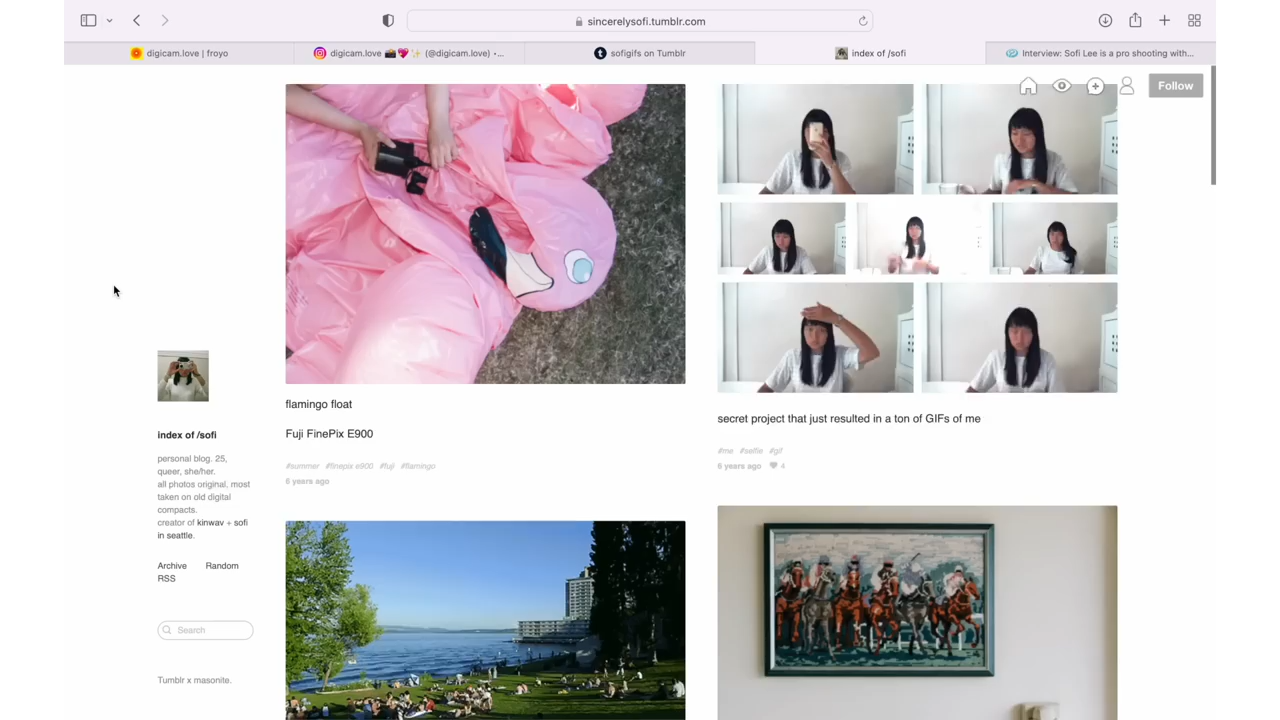 sincerelysofi.tumblr.com
digicam.love | froyo
digicam.love 📸💖✨ (@digicam.love) •...
sofigifs on Tumblr
index of /sofi
Interview: Sofi Lee is a pro shooting with...
Follow
flamingo float
Fuji FinePix E900
#summer #finepix e900 #fuji #flamingo
6 years ago
secret project that just resulted in a ton of GIFs of me
#me #selfie #gif
6 years ago 4
index of /sofi
personal blog. 25,
queer, she/her.
all photos original, most
taken on old digital
compacts.
creator of kinwav + sofi
in seattle.
Archive Random
RSS
Search
Tumblr x masonite.